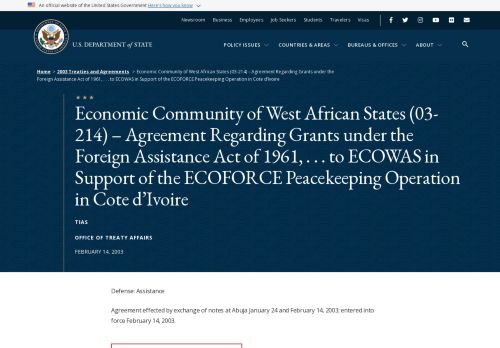 An official website of the United States Government Here's how you know
Newsroom Business Employees Job Seekers Students Travelers Visas
U.S. DEPARTMENT of STATE
POLICY ISSUES COUNTRIES & AREAS BUREAUS & OFFICES ABOUT
Home > 2003 Treaties and Agreements > Economic Community of West African States (03-214) – Agreement Regarding Grants under the
Foreign Assistance Act of 1961, . . . to ECOWAS in Support of the ECOFORCE Peacekeeping Operation in Cote d’Ivoire
Economic Community of West African States (03-
214) – Agreement Regarding Grants under the
Foreign Assistance Act of 1961, . . . to ECOWAS in
Support of the ECOFORCE Peacekeeping Operation
in Cote d’Ivoire
TIAS
OFFICE OF TREATY AFFAIRS
FEBRUARY 14, 2003
Defense: Assistance
Agreement effected by exchange of notes at Abuja January 24 and February 14, 2003; entered into
force February 14, 2003.